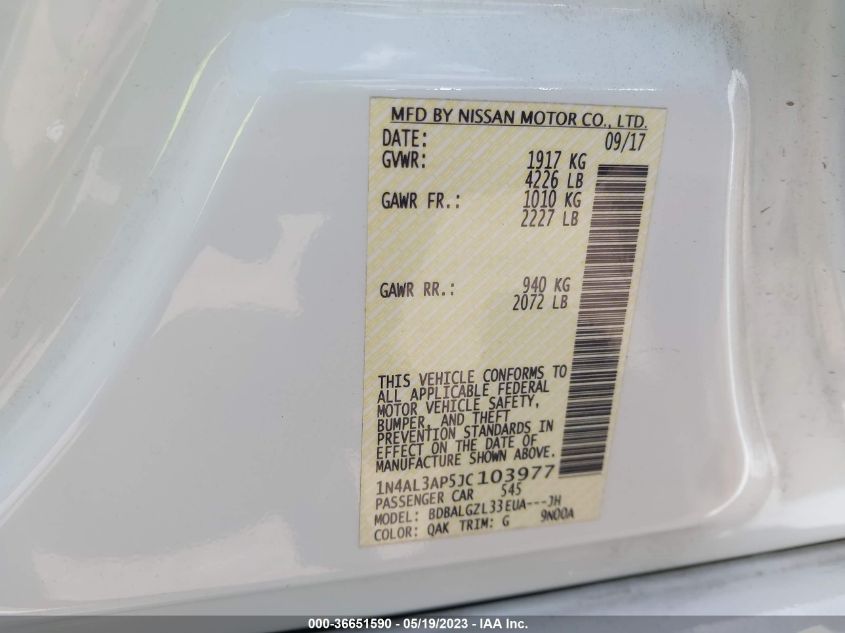 MFD BY NISSAN MOTOR CO., LTD.
DATE: 09/17
GVWR: 1917 KG
4226 LB
GAWR FR.: 1010 KG
2227 LB
GAWR RR.: 940 KG
2072 LB
THIS VEHICLE CONFORMS TO
ALL APPLICABLE FEDERAL
MOTOR VEHICLE SAFETY,
BUMPER, AND THEFT
PREVENTION STANDARDS IN
EFFECT ON THE DATE OF
MANUFACTURE SHOWN ABOVE.
1N4AL3AP5JC103977
PASSENGER CAR 545
MODEL: BDBALGZL33EUA---JH
COLOR: QAK TRIM: G 9N00A
000-36651590 - 05/19/2023 - IAA Inc.